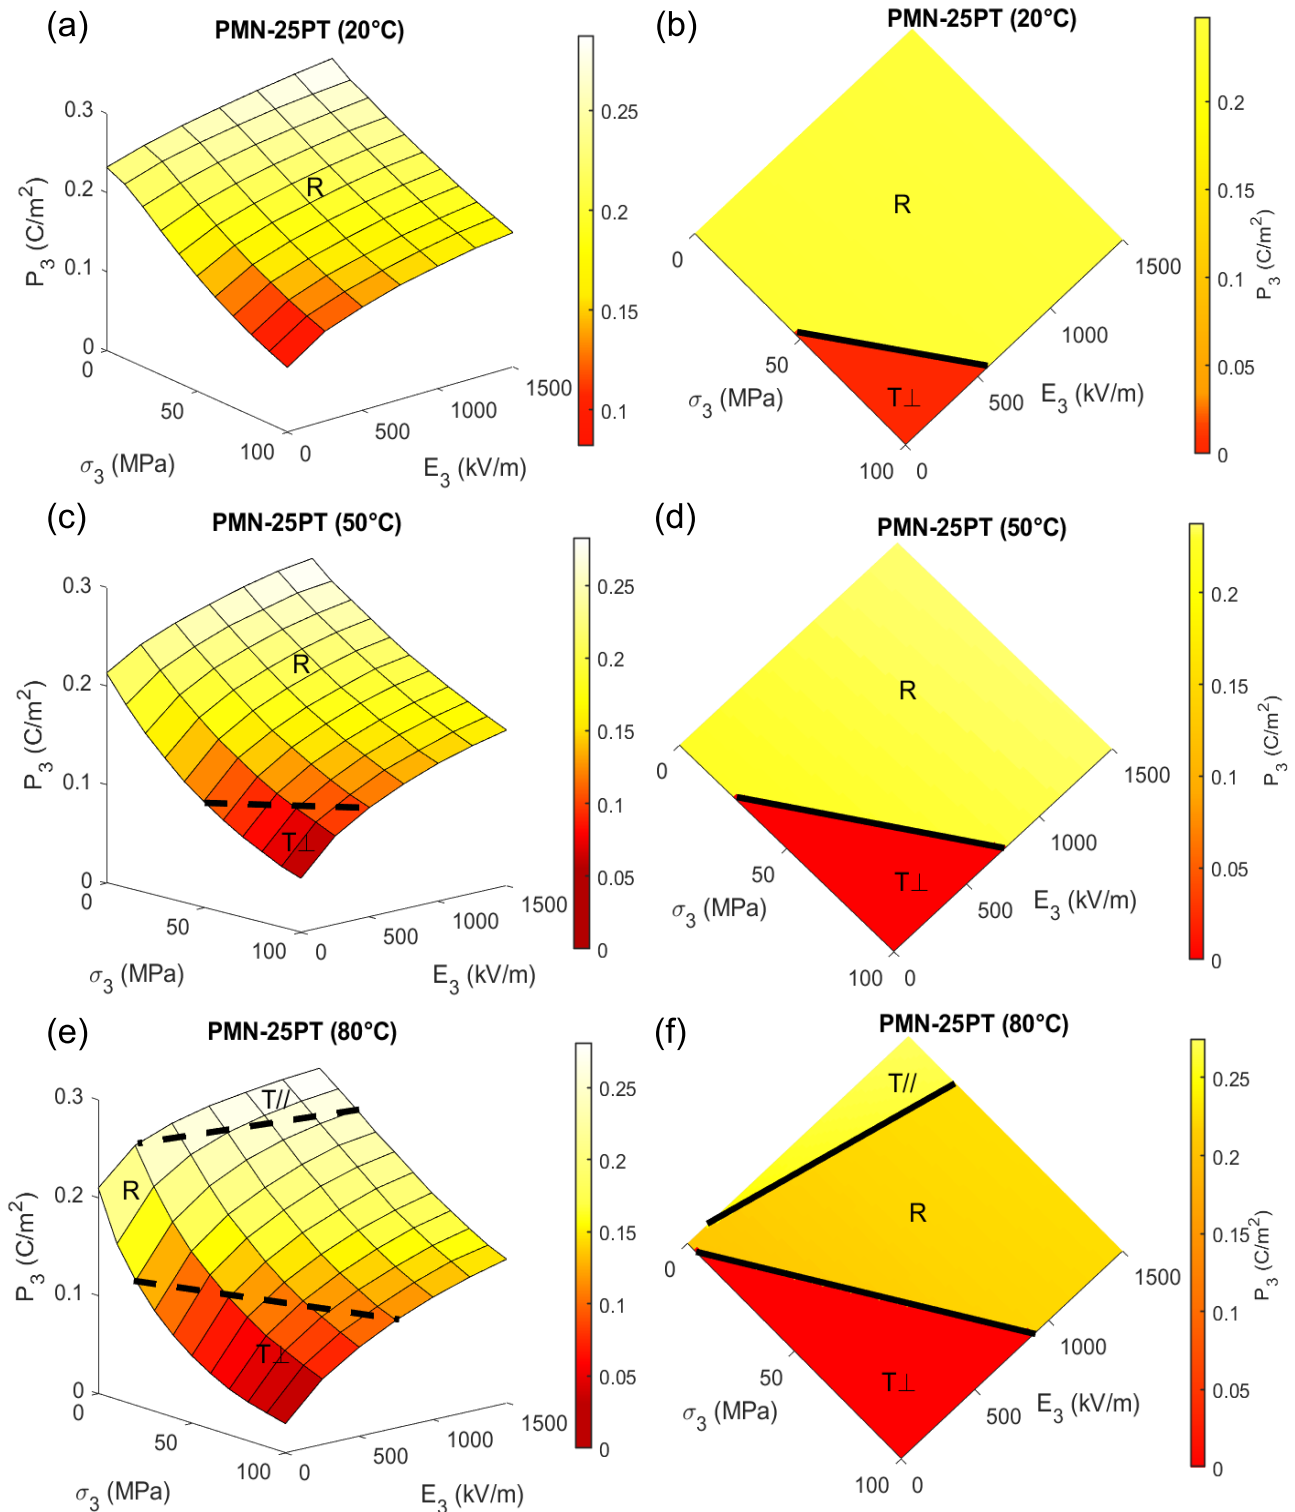 (a)
PMN-25PT (20°C)
0.3
0.2
0.1
0
P3 (C/m2)
R
0
50
100
σ3 (MPa)
0
500
1000
1500
E3 (kV/m)
0.25
0.2
0.15
0.1
(b)
PMN-25PT (20°C)
R
T⊥
0
50
100
σ3 (MPa)
0
500
1000
1500
E3 (kV/m)
0.2
0.15
0.1
0.05
0
P3 (C/m2)
(c)
PMN-25PT (50°C)
0.3
0.2
0.1
0
P3 (C/m2)
R
T⊥
0
50
100
σ3 (MPa)
0
500
1000
1500
E3 (kV/m)
0.25
0.2
0.15
0.1
0.05
0
(d)
PMN-25PT (50°C)
R
T⊥
0
50
100
σ3 (MPa)
0
500
1000
1500
E3 (kV/m)
0.2
0.15
0.1
0.05
0
P3 (C/m2)
(e)
PMN-25PT (80°C)
0.3
0.2
0.1
0
P3 (C/m2)
T//
R
T⊥
0
50
100
σ3 (MPa)
0
500
1000
1500
E3 (kV/m)
0.25
0.2
0.15
0.1
0.05
0
(f)
PMN-25PT (80°C)
T//
R
T⊥
0
50
100
σ3 (MPa)
0
500
1000
1500
E3 (kV/m)
0.25
0.2
0.15
0.1
0.05
0
P3 (C/m2)